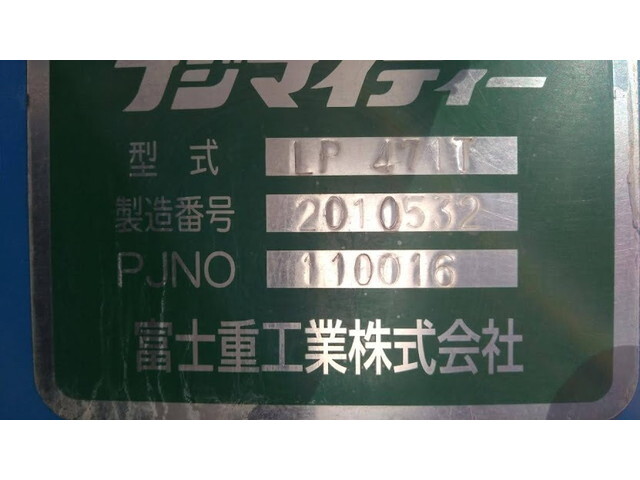 フジマイティー
型式 LP 471T
製造番号 2010532
PJNO 110016
富士重工業株式会社